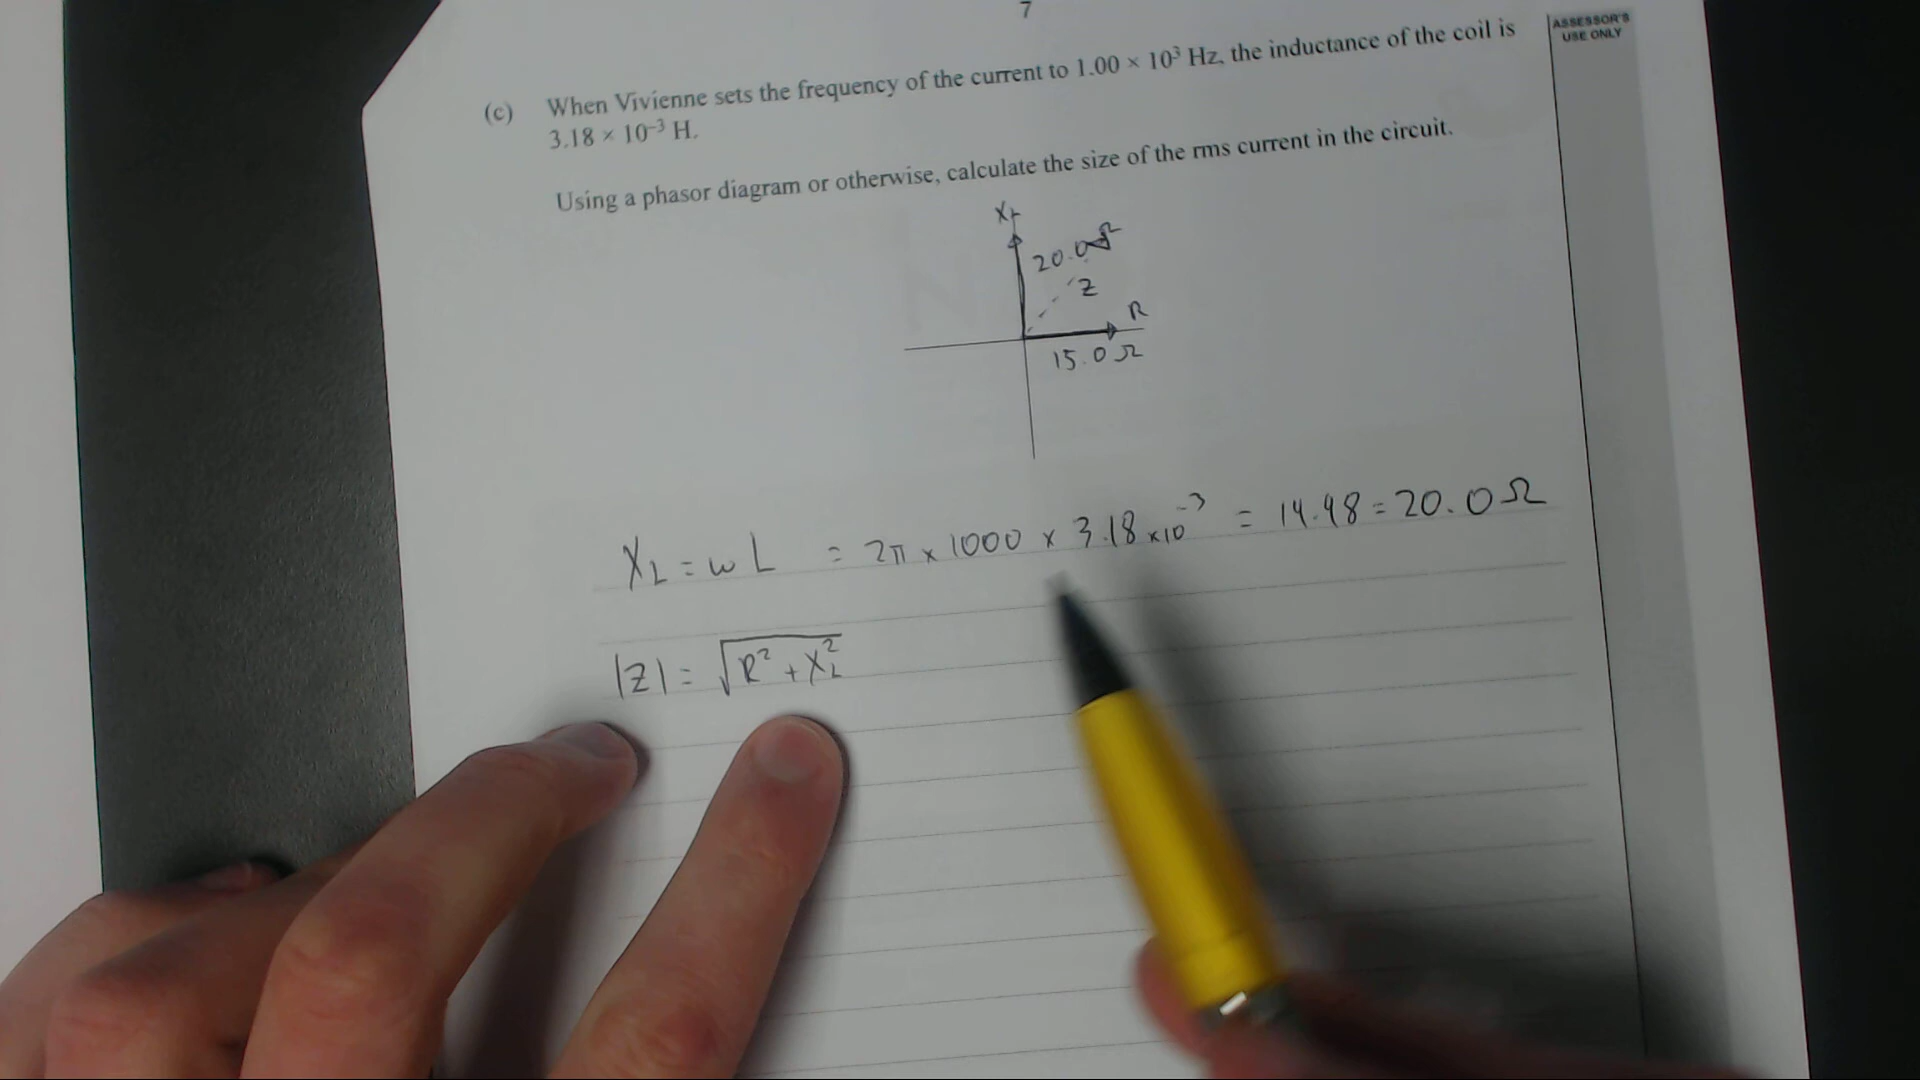 7
ASSESSOR'S
USE ONLY
(c) When Vivienne sets the frequency of the current to 1.00 × 10³ Hz, the inductance of the coil is
3.18 × 10⁻³ H.
Using a phasor diagram or otherwise, calculate the size of the rms current in the circuit.
X_L
20.0Ω
Z
R
15.0Ω
X_L = ωL = 2π × 1000 × 3.18 × 10⁻³ = 19.98 = 20.0Ω
|Z| = √(R² + X_L²)